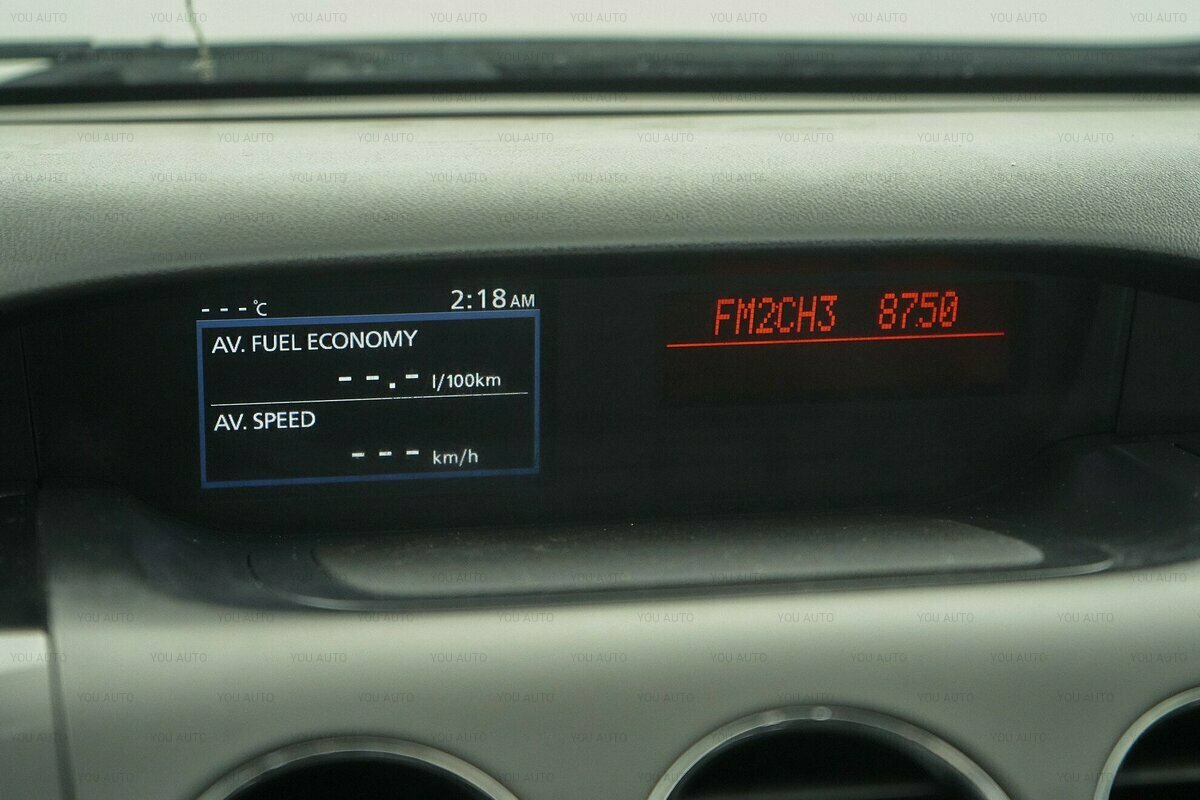 ---°C 2:18 AM
AV. FUEL ECONOMY
--.- l/100km
AV. SPEED
--- km/h
FM2CH3 87.50
YOU AUTO